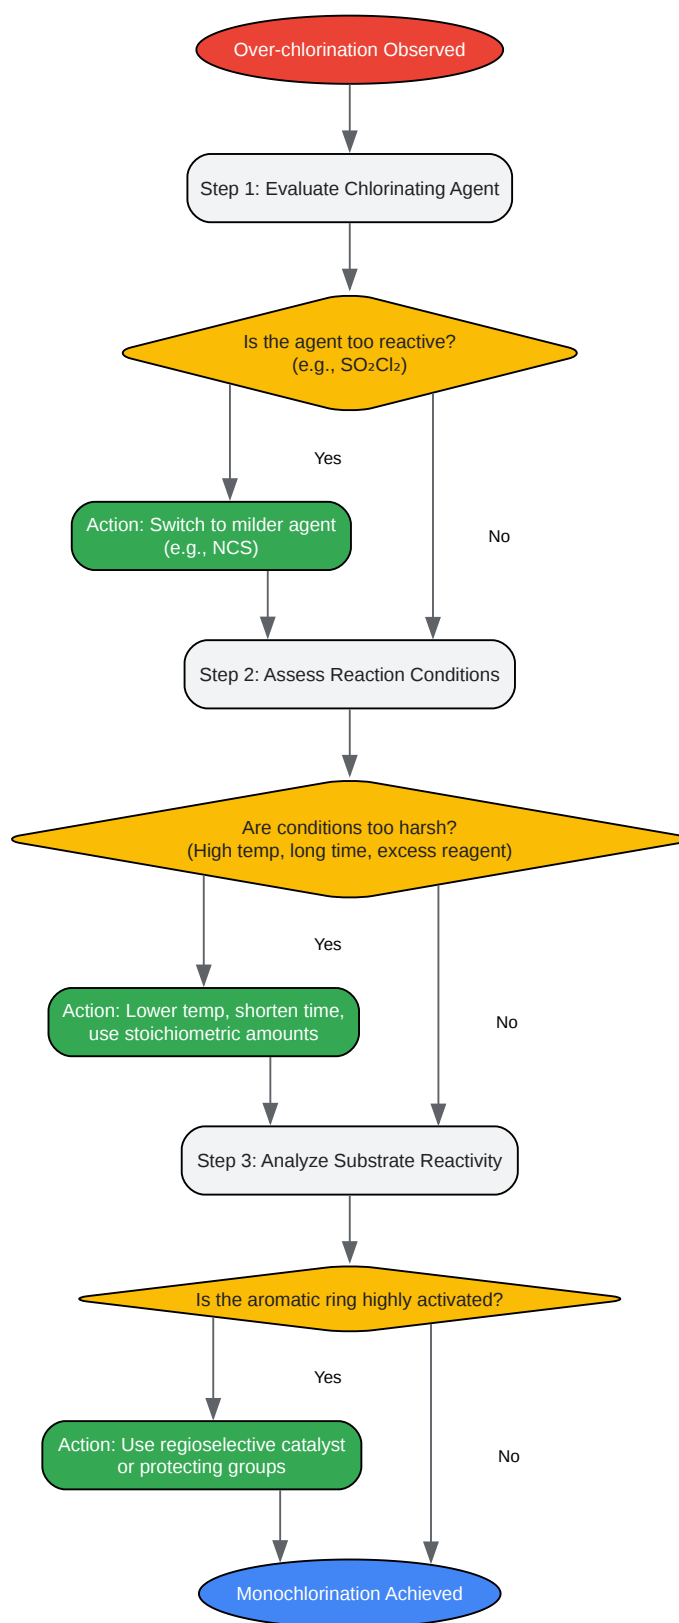 Over-chlorination Observed
Step 1: Evaluate Chlorinating Agent
Is the agent too reactive?
(e.g., SO₂Cl₂)
Yes
Action: Switch to milder agent
(e.g., NCS)
No
Step 2: Assess Reaction Conditions
Are conditions too harsh?
(High temp, long time, excess reagent)
Yes
Action: Lower temp, shorten time,
use stoichiometric amounts
No
Step 3: Analyze Substrate Reactivity
Is the aromatic ring highly activated?
Yes
Action: Use regioselective catalyst
or protecting groups
No
Monochlorination Achieved